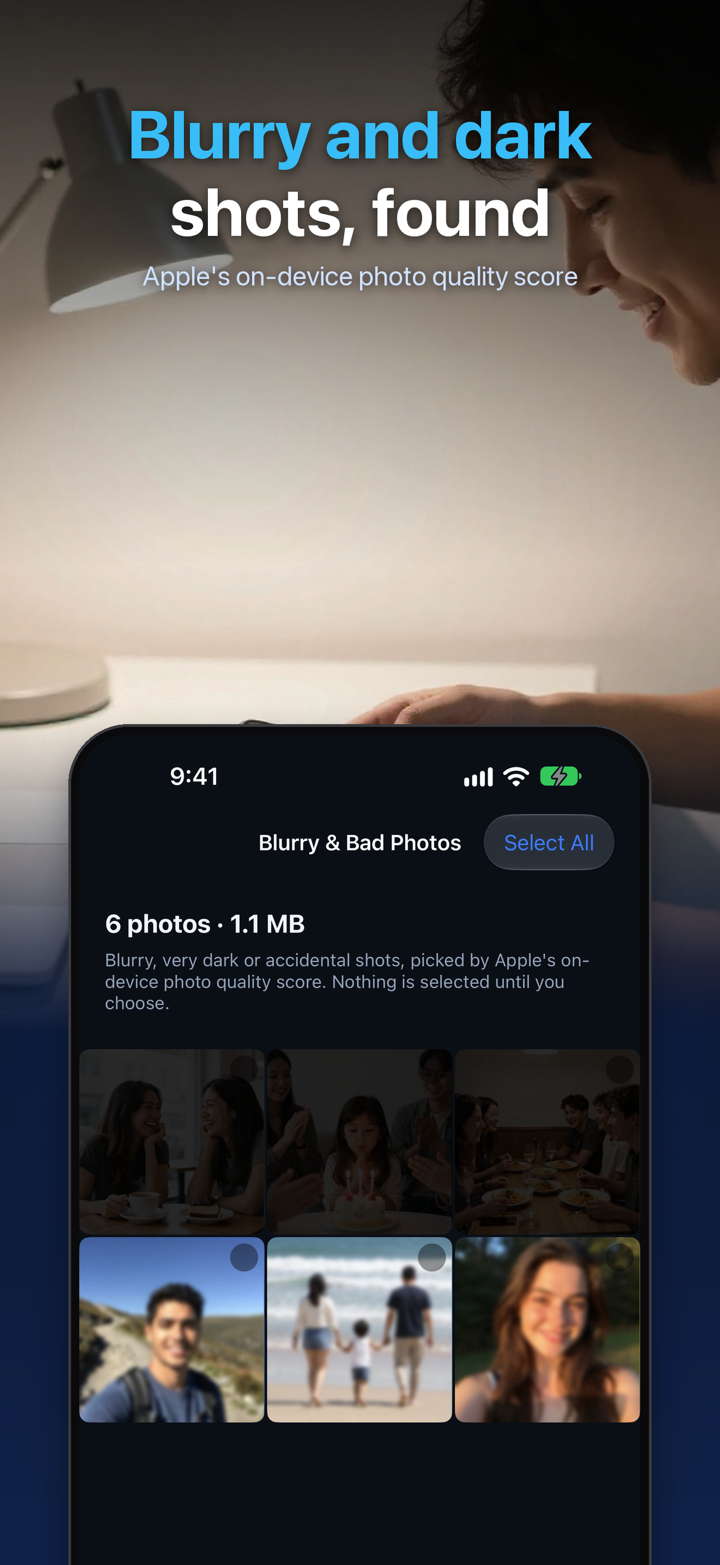 Blurry and dark
shots, found
Apple's on-device photo quality score
9:41
Blurry & Bad Photos
Select All
6 photos · 1.1 MB
Blurry, very dark or accidental shots, picked by Apple's on-
device photo quality score. Nothing is selected until you
choose.